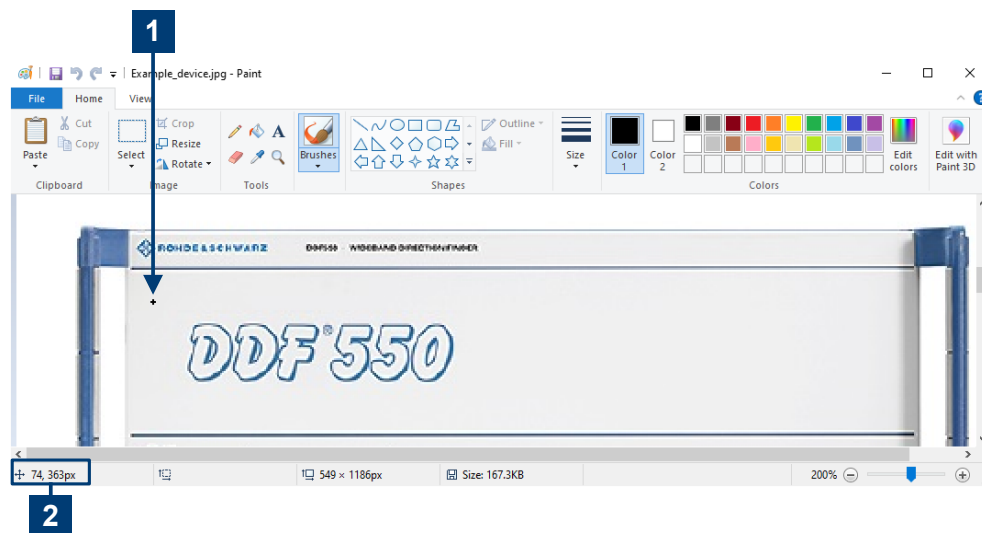 1
Example_device.jpg - Paint
File Home View
Paste
Cut
Copy
Clipboard
Select
Crop
Resize
Rotate
Image
A
Tools
Brushes
Outline
Fill
Shapes
Size
Color 1
Color 2
Colors
Edit colors
Edit with Paint 3D
ROHDE & SCHWARZ DDF550 · WIDEBAND DIRECTION FINDER
DDF®550
74, 363px 549 × 1186px Size: 167.3KB 200%
2